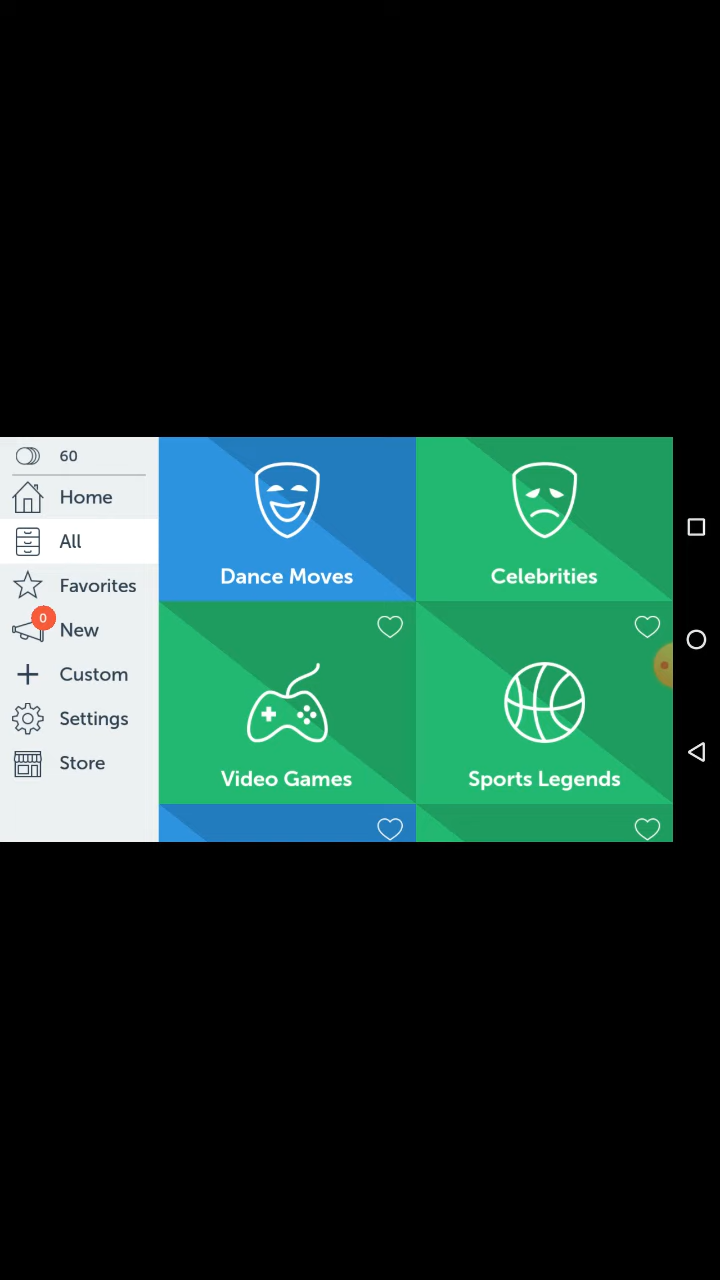 60
Home
All
Favorites
0
New
Custom
Settings
Store
Dance Moves
Celebrities
Video Games
Sports Legends